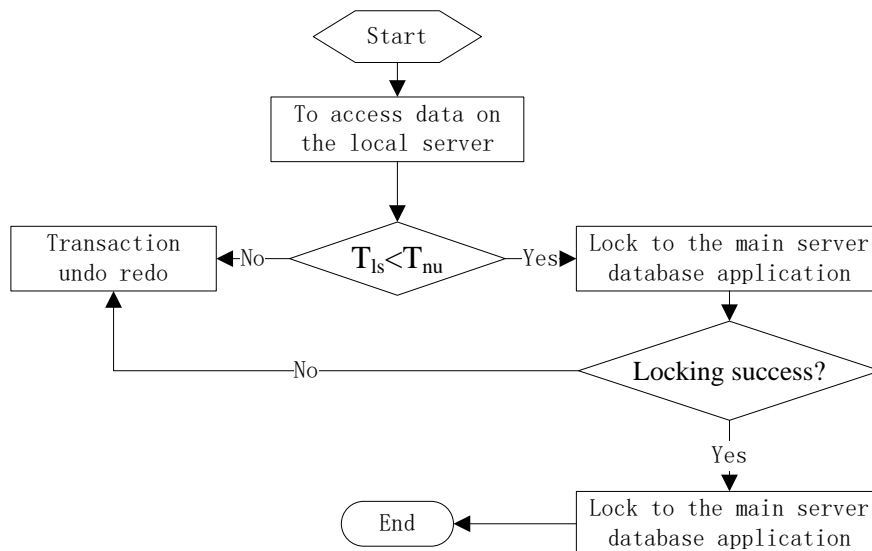 Start
To access data on
the local server
Transaction
undo redo
No
Tls<Tnu
Yes
Lock to the main server
database application
No
Locking success?
Yes
End
Lock to the main server
database application